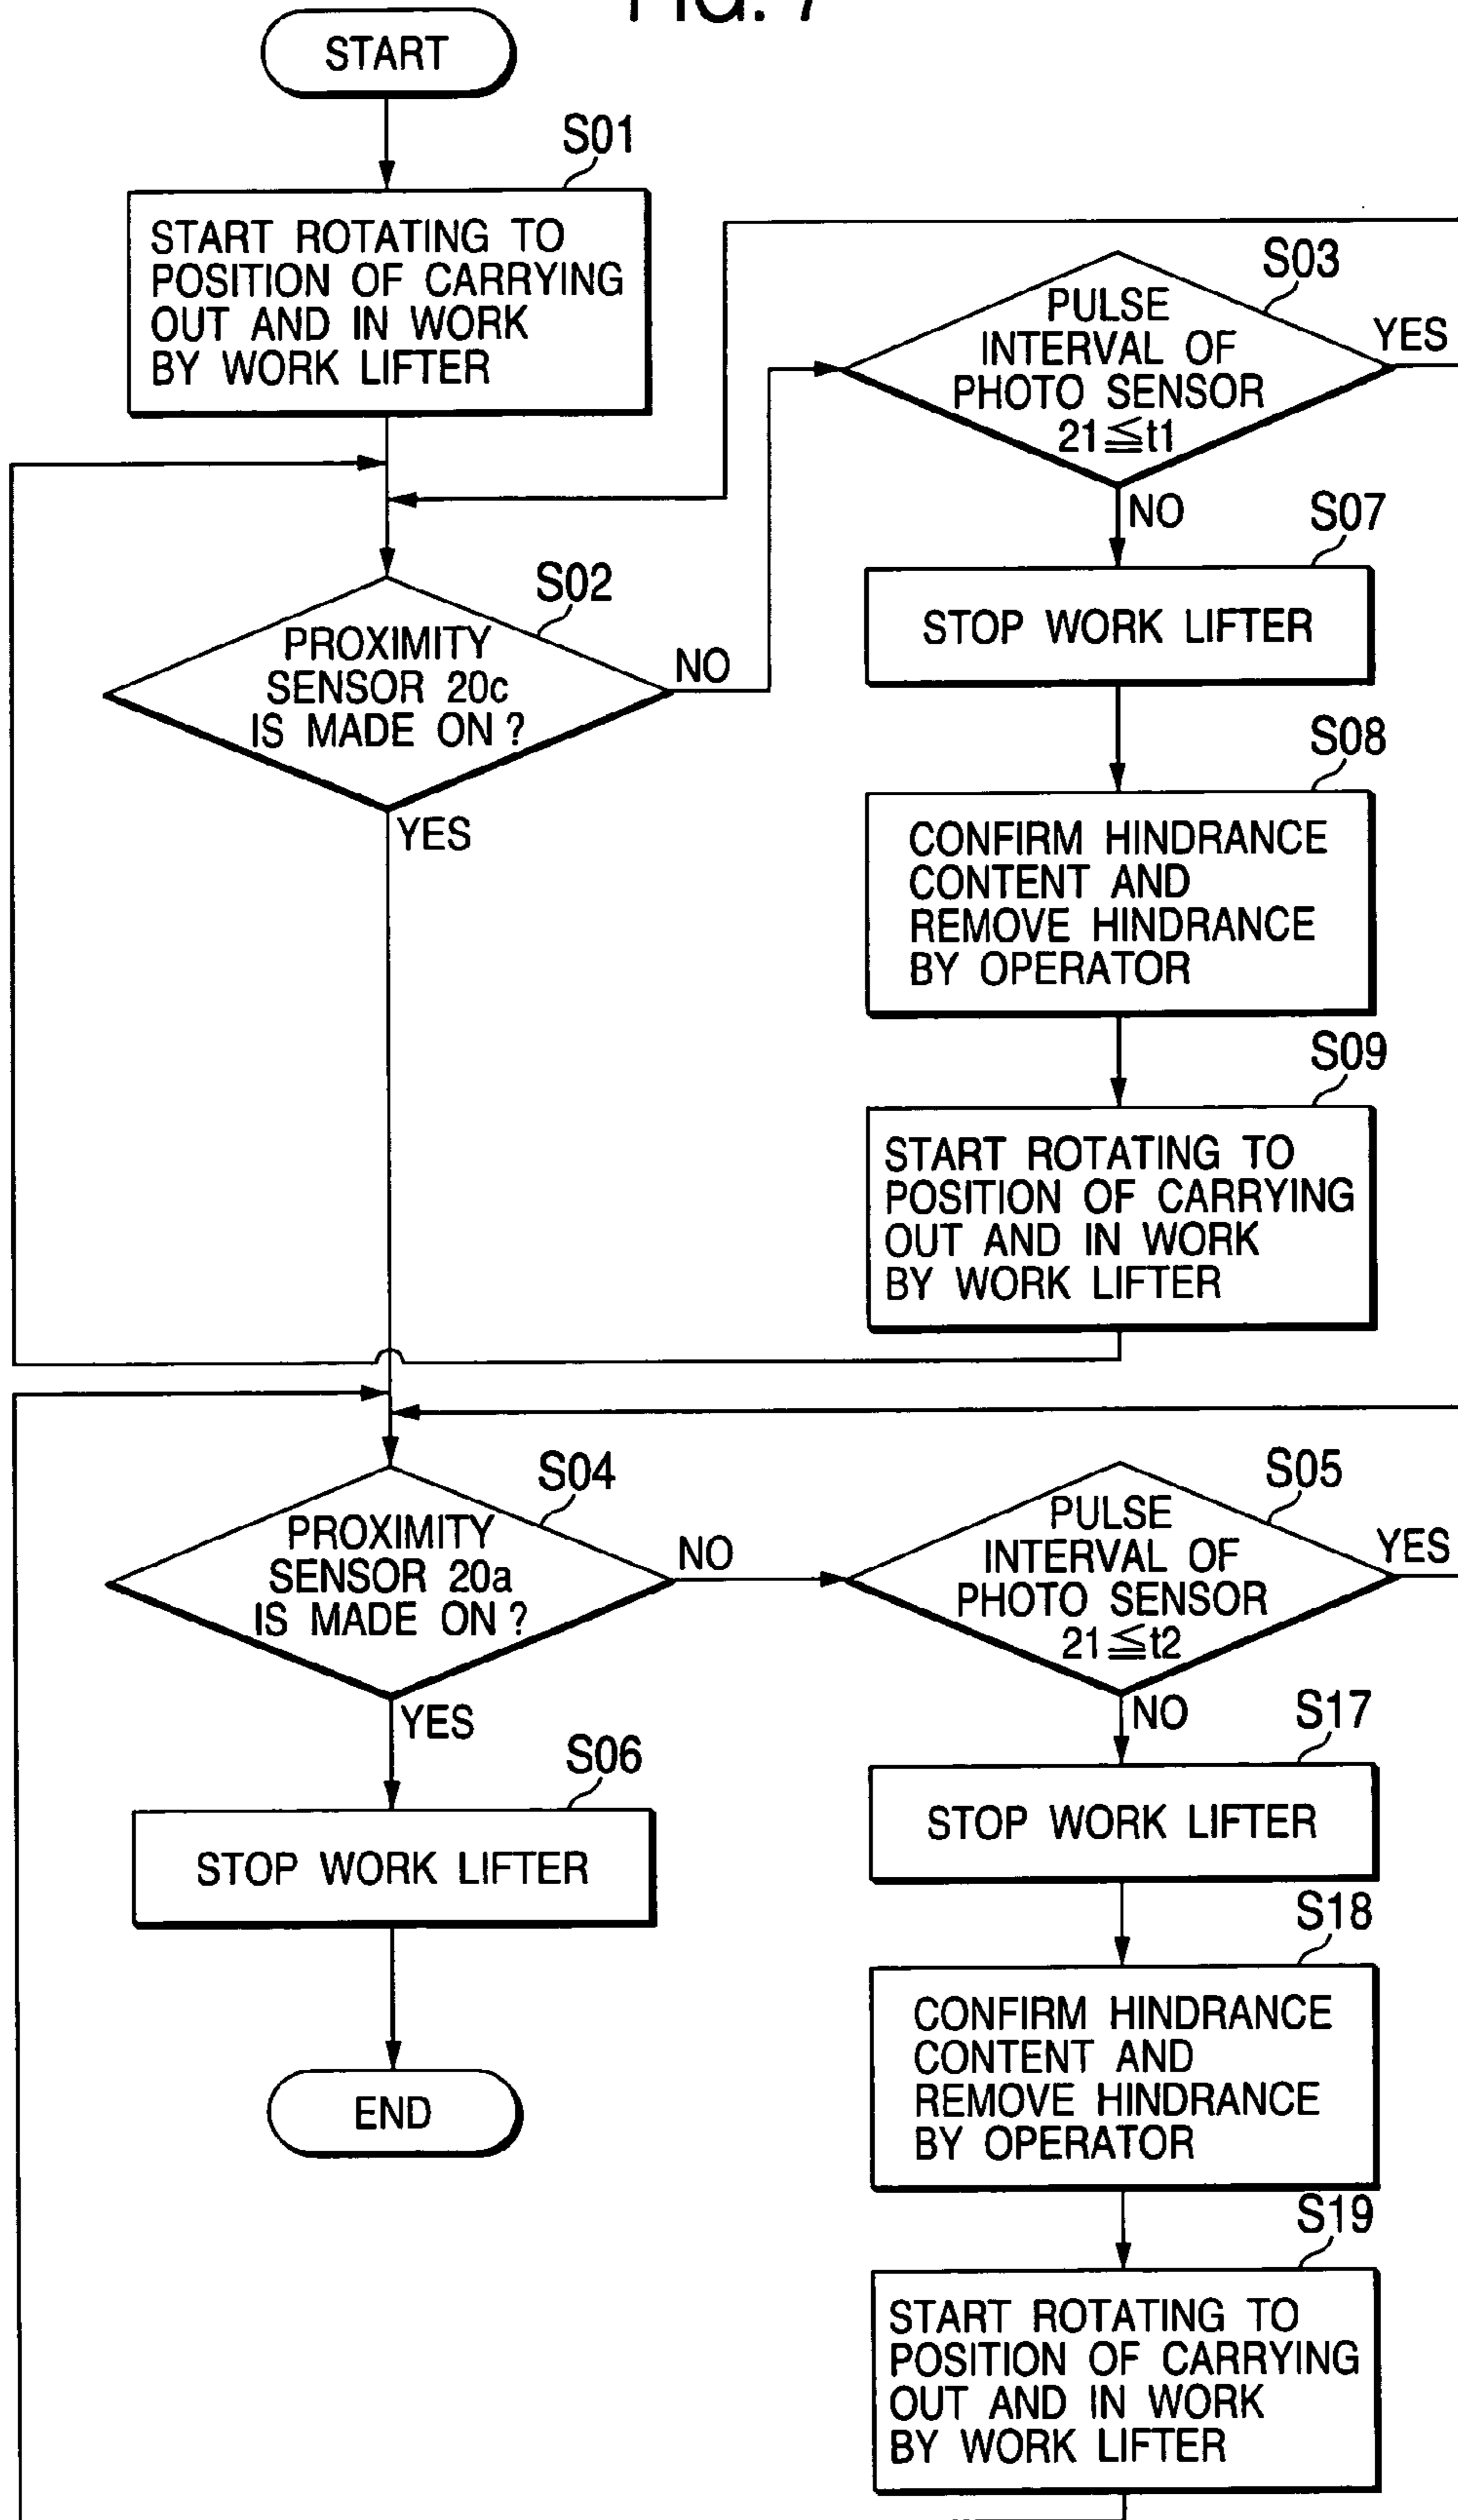 FIG. 7
START
S01
START ROTATING TO
POSITION OF CARRYING
OUT AND IN WORK
BY WORK LIFTER
S02
PROXIMITY
SENSOR 20c
IS MADE ON ?
NO
YES
S03
PULSE
INTERVAL OF
PHOTO SENSOR
21≦t1
YES
NO
S07
STOP WORK LIFTER
S08
CONFIRM HINDRANCE
CONTENT AND
REMOVE HINDRANCE
BY OPERATOR
S09
START ROTATING TO
POSITION OF CARRYING
OUT AND IN WORK
BY WORK LIFTER
S04
PROXIMITY
SENSOR 20a
IS MADE ON ?
NO
YES
S05
PULSE
INTERVAL OF
PHOTO SENSOR
21≦t2
YES
NO
S06
STOP WORK LIFTER
END
S17
STOP WORK LIFTER
S18
CONFIRM HINDRANCE
CONTENT AND
REMOVE HINDRANCE
BY OPERATOR
S19
START ROTATING TO
POSITION OF CARRYING
OUT AND IN WORK
BY WORK LIFTER